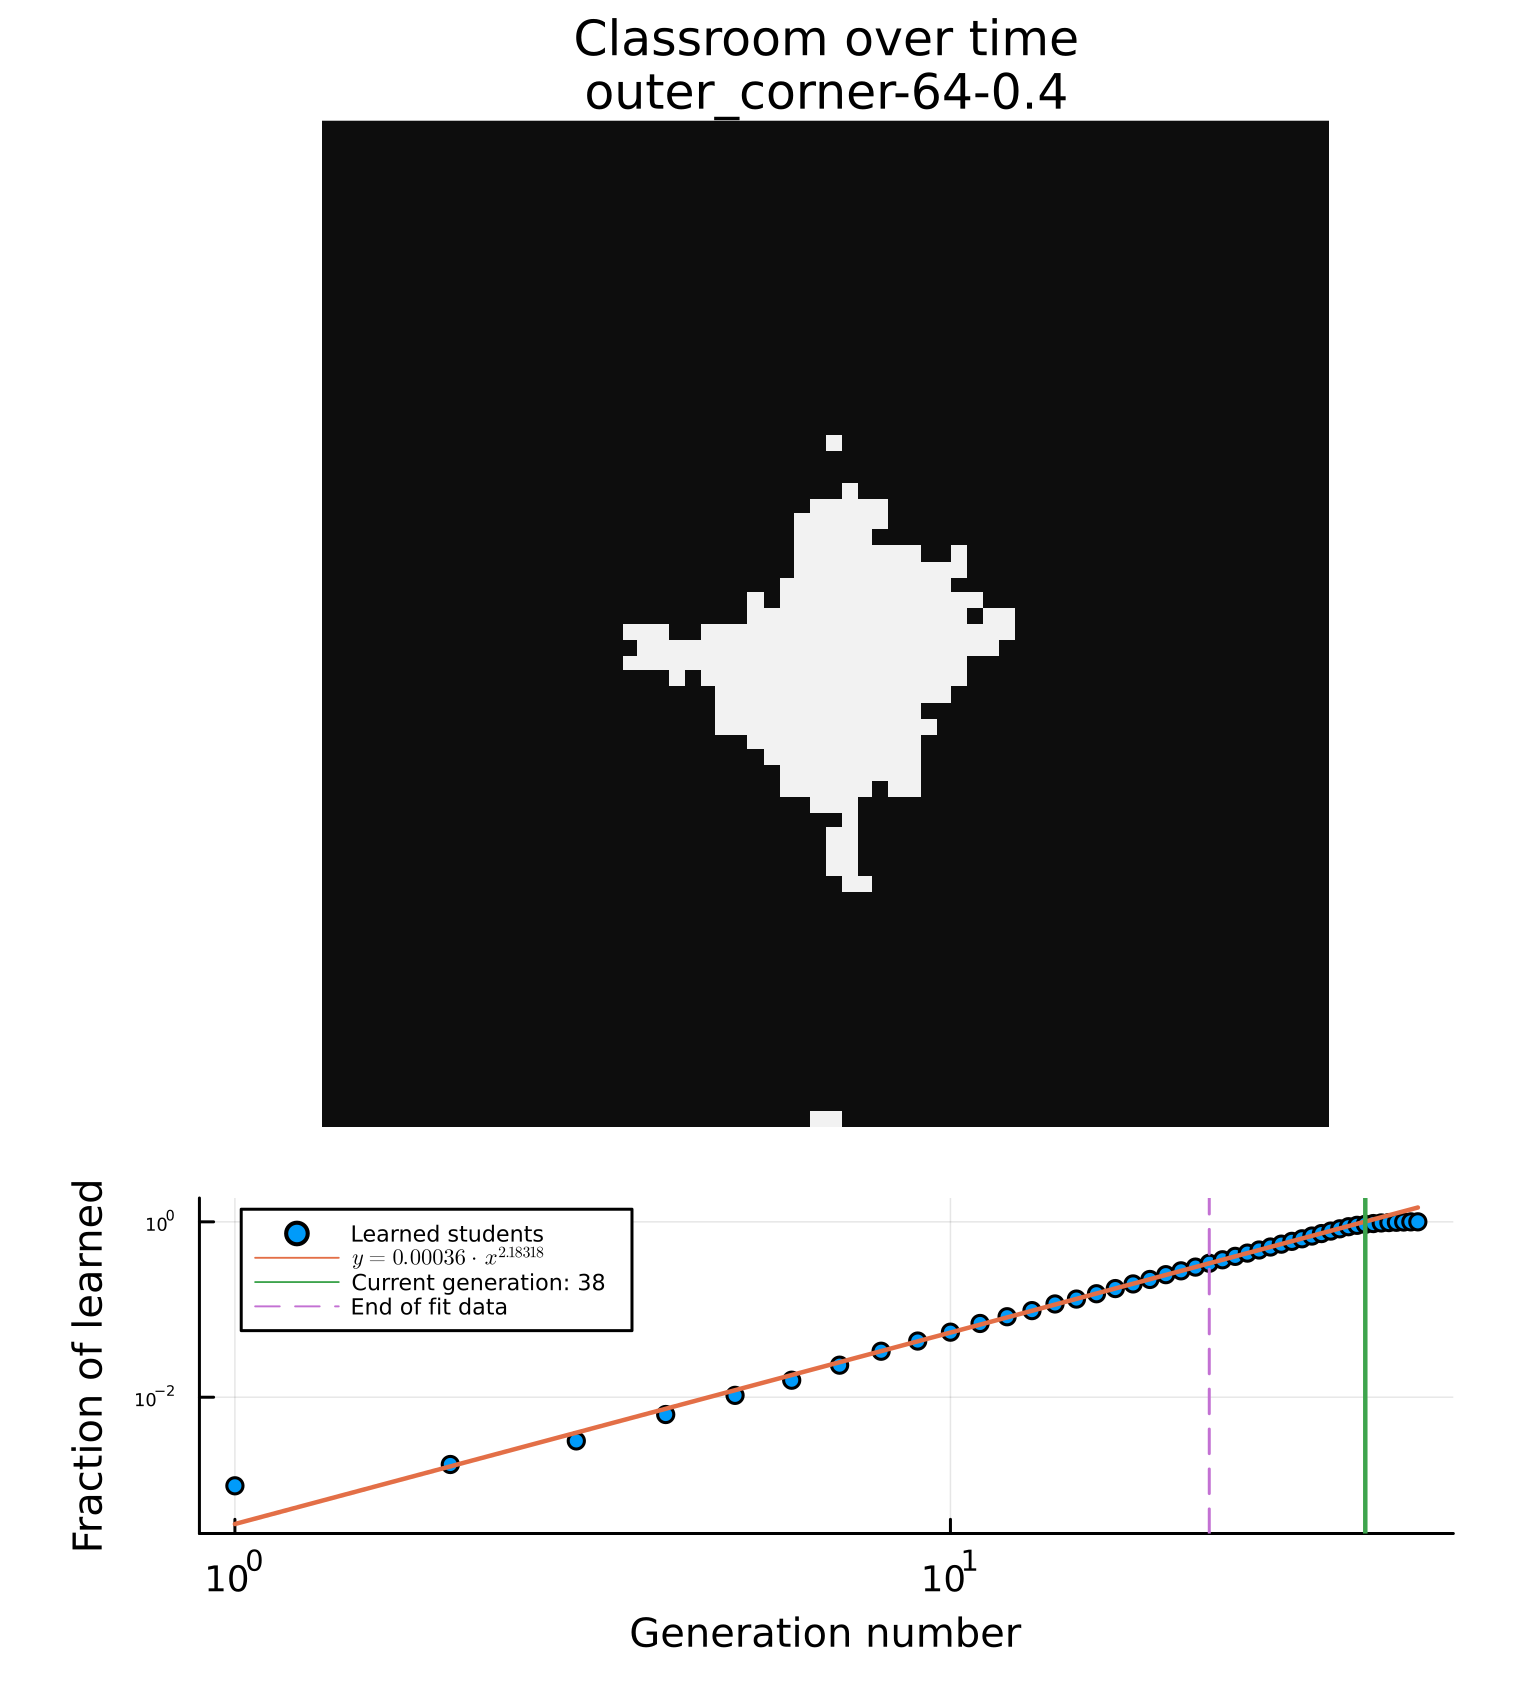 Classroom over time
outer_corner-64-0.4
Fraction of learned
10^0
10^-2
Learned students
y = 0.00036 · x^2.18318
Current generation: 38
End of fit data
10^0
10^1
Generation number